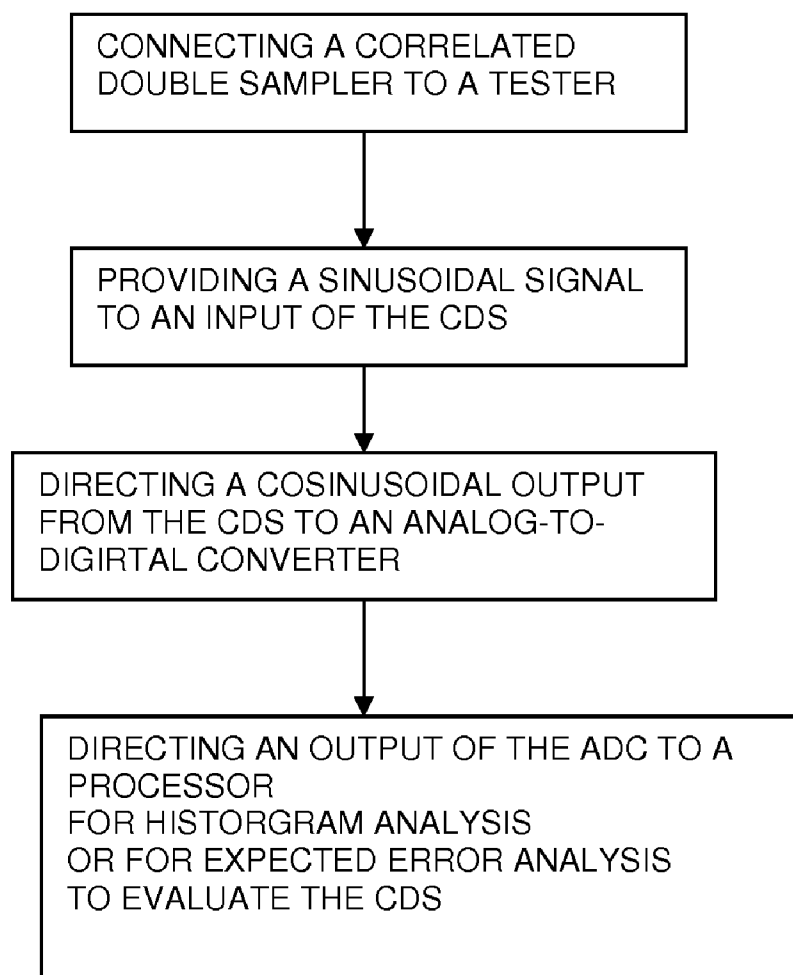 CONNECTING A CORRELATED
DOUBLE SAMPLER TO A TESTER
PROVIDING A SINUSOIDAL SIGNAL
TO AN INPUT OF THE CDS
DIRECTING A COSINUSOIDAL OUTPUT
FROM THE CDS TO AN ANALOG-TO-
DIGIRTAL CONVERTER
DIRECTING AN OUTPUT OF THE ADC TO A
PROCESSOR
FOR HISTORGRAM ANALYSIS
OR FOR EXPECTED ERROR ANALYSIS
TO EVALUATE THE CDS